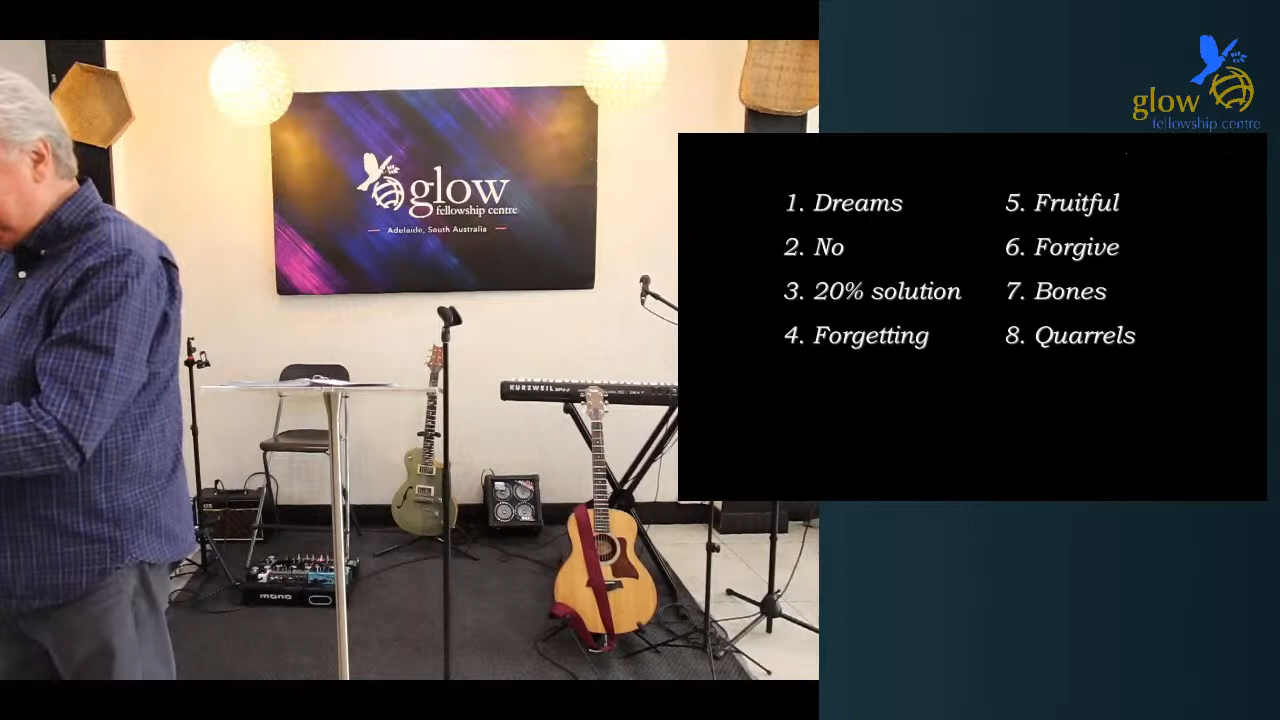 glow
fellowship centre
Adelaide, South Australia
KURZWEIL
mono
glow
fellowship centre
1. Dreams
2. No
3. 20% solution
4. Forgetting
5. Fruitful
6. Forgive
7. Bones
8. Quarrels